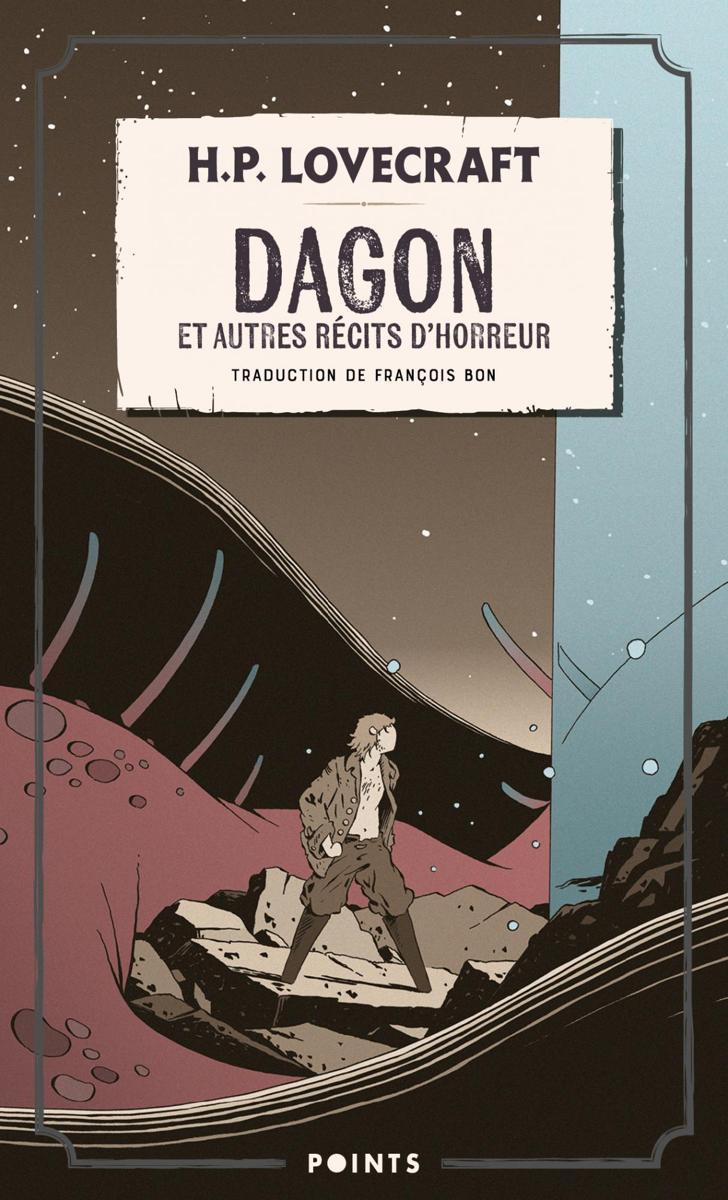 H.P. LOVECRAFT
DAGON
ET AUTRES RÉCITS D'HORREUR
TRADUCTION DE FRANÇOIS BON
POINTS